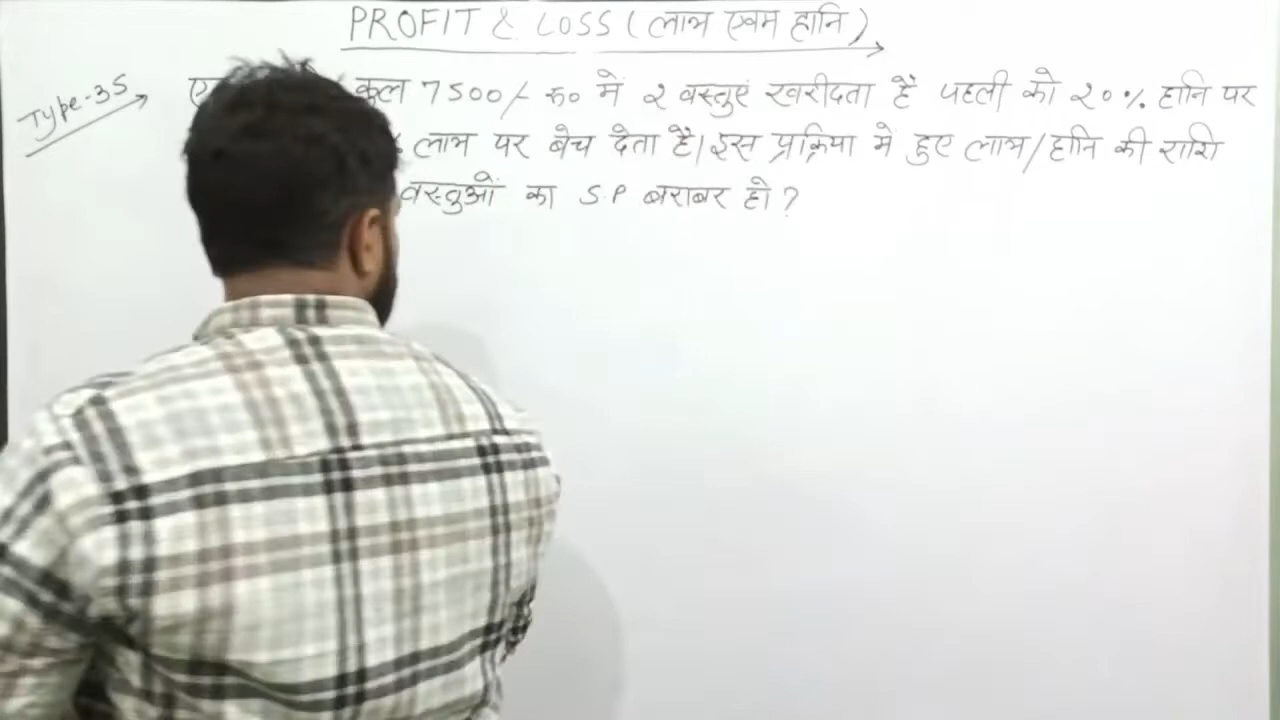 PROFIT & LOSS (लाभ एवम हानि)
Type-35
कुल 7500/- रु० में 2 वस्तुएं खरीदता है पहली को 20% हानि पर
लाभ पर बेच देता है। इस प्रक्रिया मे हुए लाभ/हानि की राशि
वस्तुओं का S.P बराबर हो ?